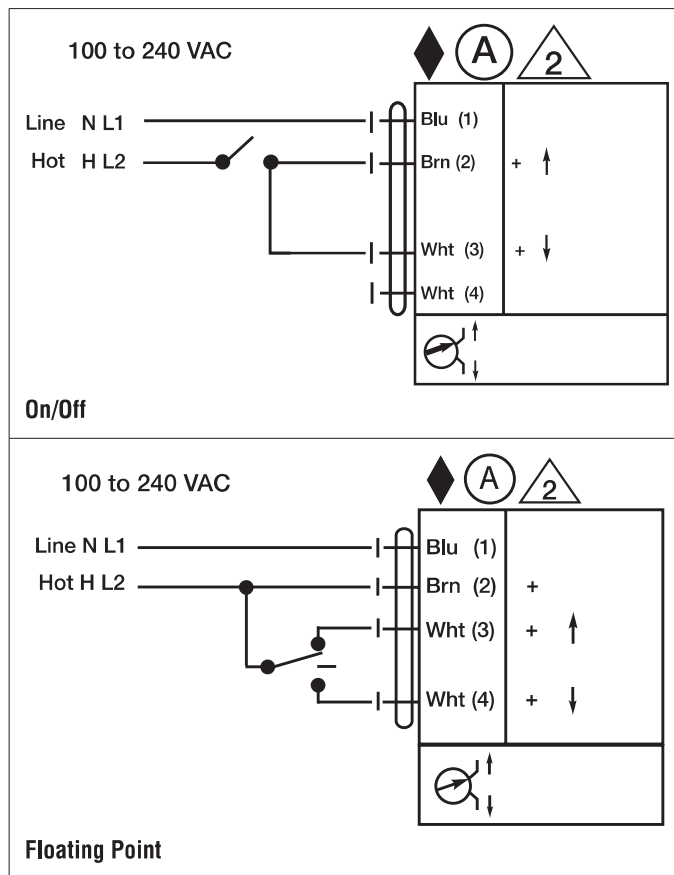 100 to 240 VAC
A
2
Line N L1
Blu (1)
Hot H L2
Brn (2) +
Wht (3) +
Wht (4)
On/Off
100 to 240 VAC
A
2
Line N L1
Blu (1)
Hot H L2
Brn (2) +
Wht (3) +
Wht (4) +
Floating Point